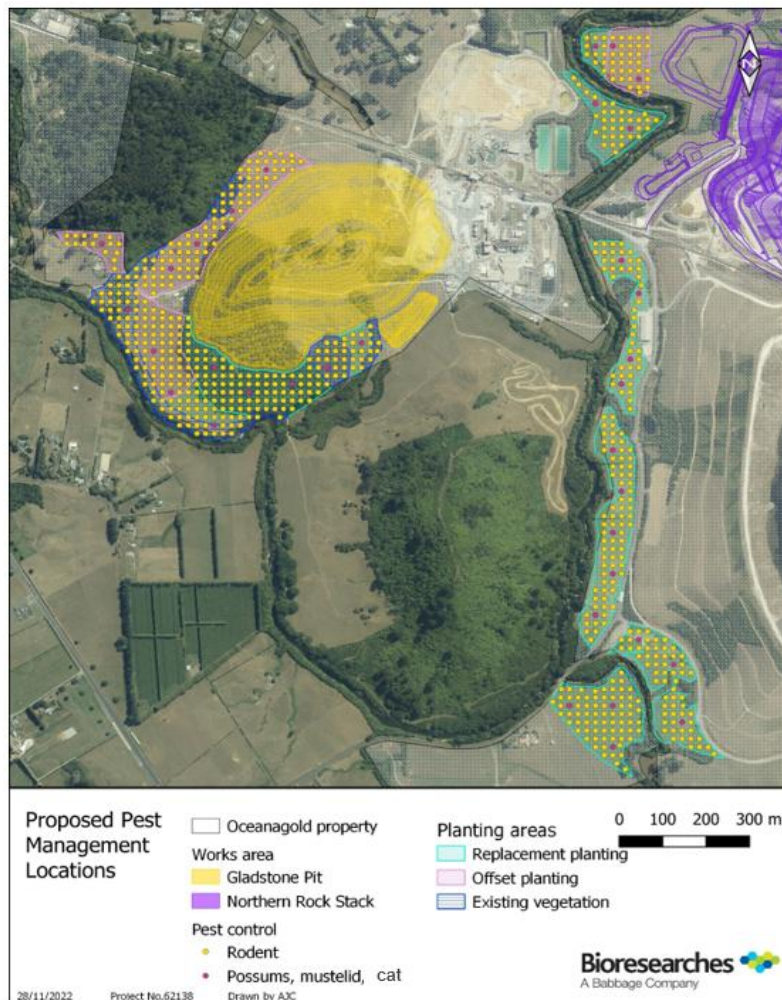 N
Proposed Pest
Management
Locations
Oceanagold property
Works area
Gladstone Pit
Northern Rock Stack
Pest control
Rodent
Possums, mustelid, cat
Planting areas
Replacement planting
Offset planting
Existing vegetation
0 100 200 300 m
Bioresearches
A Babbage Company
28/11/2022 Project No.62138 Drawn by AJC